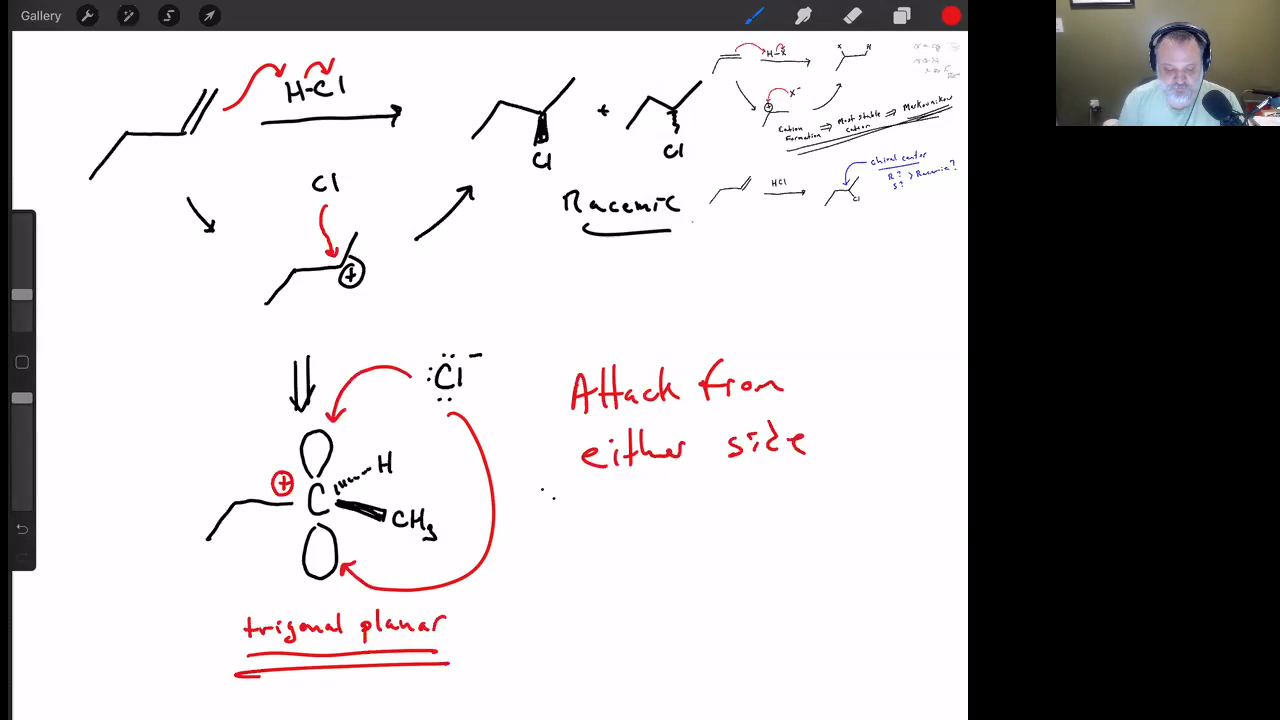 Gallery
H-Cl
+
Cl
Cl
Cl
Racemic
+
:Cl:⁻
Attack from
either side
+
H
C
CH3
trigonal planar
H-X
X
H
X⁻
+
Cation Formation ⇒ Most stable cation ⇒ Markovnikov
chiral center
R? > Racemic?
S?
HCl
Cl